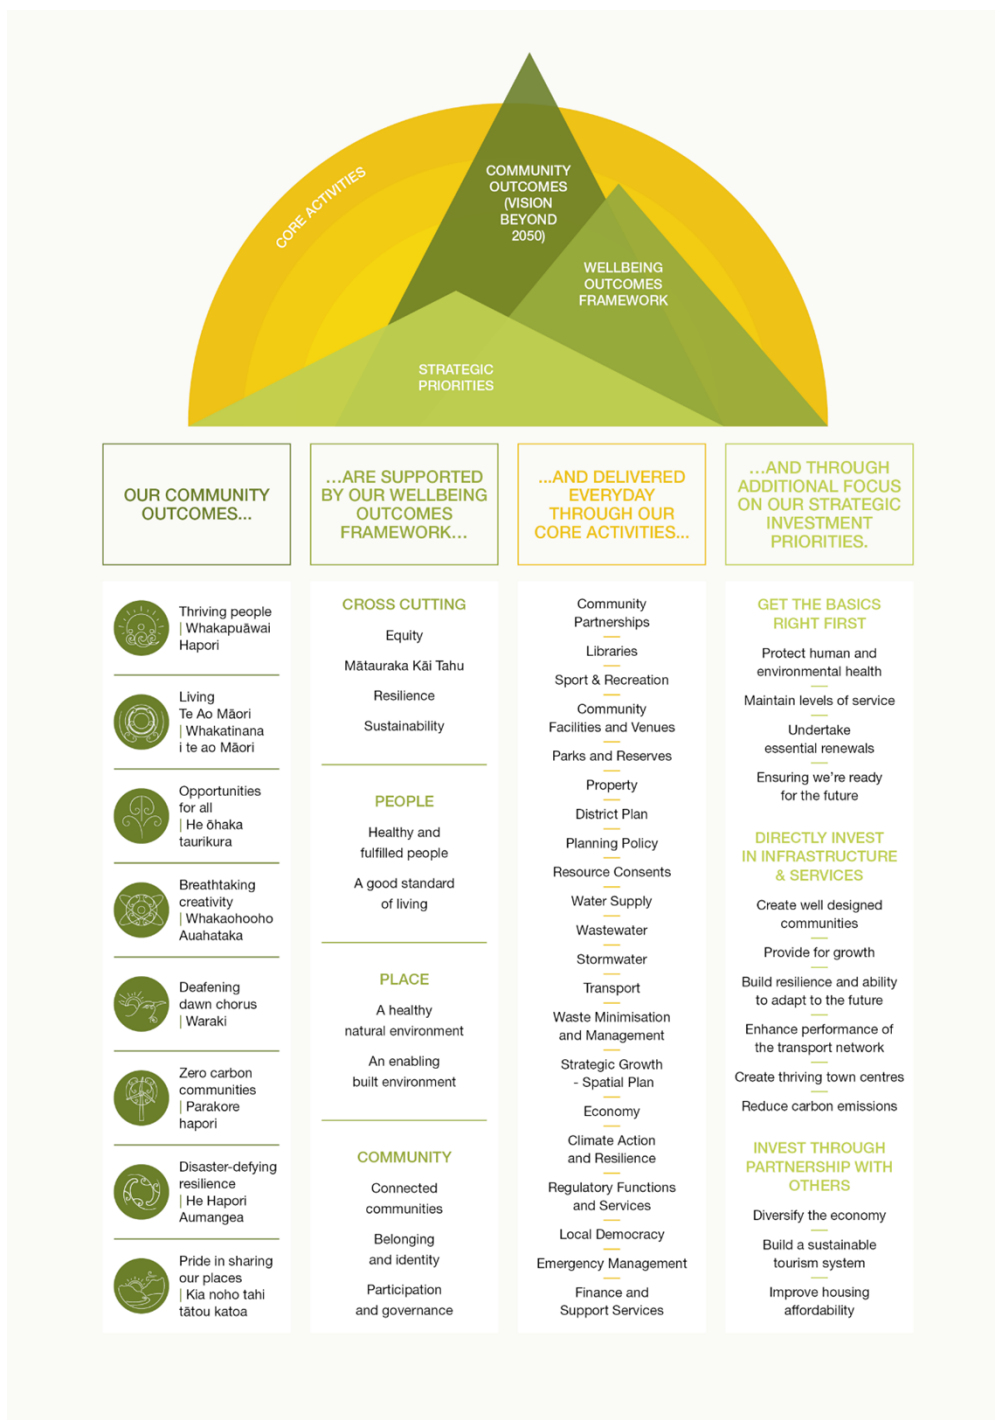 CORE ACTIVITIES
COMMUNITY
OUTCOMES
(VISION
BEYOND
2050)
WELLBEING
OUTCOMES
FRAMEWORK
STRATEGIC
PRIORITIES
OUR COMMUNITY
OUTCOMES...
Thriving people
| Whakapuāwai
Hapori
Living
Te Ao Māori
| Whakatinana
i te ao Māori
Opportunities
for all
| He ōhaka
taurikura
Breathtaking
creativity
| Whakaohooho
Auahataka
Deafening
dawn chorus
| Waraki
Zero carbon
communities
| Parakore
hapori
Disaster-defying
resilience
| He Hapori
Aumangea
Pride in sharing
our places
| Kia noho tahi
tātou katoa
...ARE SUPPORTED
BY OUR WELLBEING
OUTCOMES
FRAMEWORK...
CROSS CUTTING
Equity
Mātauraka Kāi Tahu
Resilience
Sustainability
PEOPLE
Healthy and
fulfilled people
A good standard
of living
PLACE
A healthy
natural environment
An enabling
built environment
COMMUNITY
Connected
communities
Belonging
and identity
Participation
and governance
...AND DELIVERED
EVERYDAY
THROUGH OUR
CORE ACTIVITIES...
Community
Partnerships
Libraries
Sport & Recreation
Community
Facilities and Venues
Parks and Reserves
Property
District Plan
Planning Policy
Resource Consents
Water Supply
Wastewater
Stormwater
Transport
Waste Minimisation
and Management
Strategic Growth
- Spatial Plan
Economy
Climate Action
and Resilience
Regulatory Functions
and Services
Local Democracy
Emergency Management
Finance and
Support Services
...AND THROUGH
ADDITIONAL FOCUS
ON OUR STRATEGIC
INVESTMENT
PRIORITIES.
GET THE BASICS
RIGHT FIRST
Protect human and
environmental health
Maintain levels of service
Undertake
essential renewals
Ensuring we're ready
for the future
DIRECTLY INVEST
IN INFRASTRUCTURE
& SERVICES
Create well designed
communities
Provide for growth
Build resilience and ability
to adapt to the future
Enhance performance of
the transport network
Create thriving town centres
Reduce carbon emissions
INVEST THROUGH
PARTNERSHIP WITH
OTHERS
Diversify the economy
Build a sustainable
tourism system
Improve housing
affordability